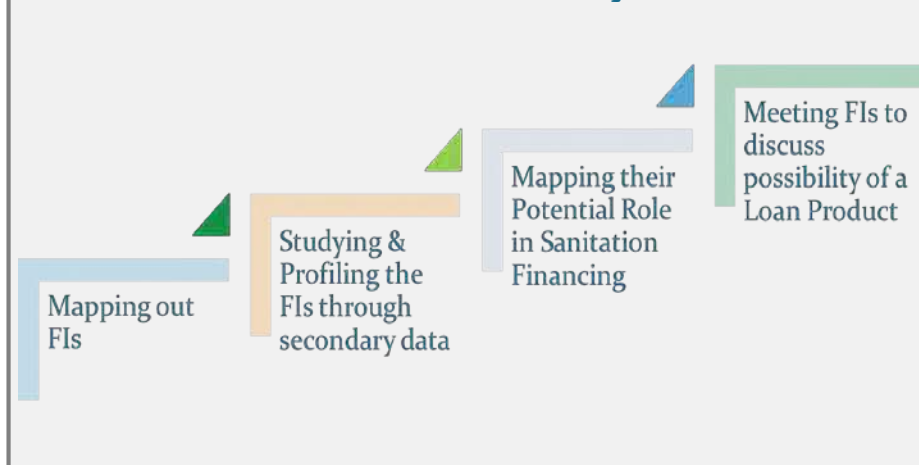 Mapping out
FIs
Studying &
Profiling the
FIs through
secondary data
Mapping their
Potential Role
in Sanitation
Financing
Meeting FIs to
discuss
possibility of a
Loan Product